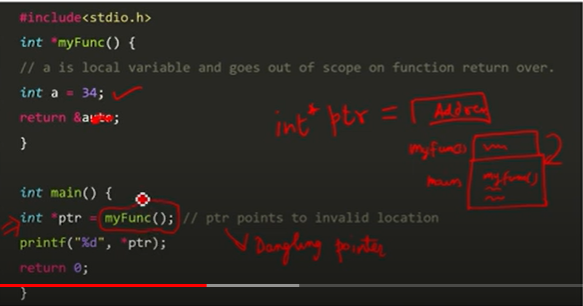 #include<stdio.h>
int *myFunc() {
// a is local variable and goes out of scope on function return over.
int a = 34;
return &a;
}
int* ptr = Address
myFunc()
main
myfunc()
int main() {
int *ptr = myFunc(); // ptr points to invalid location
Dangling pointer
printf("%d", *ptr);
return 0;
}